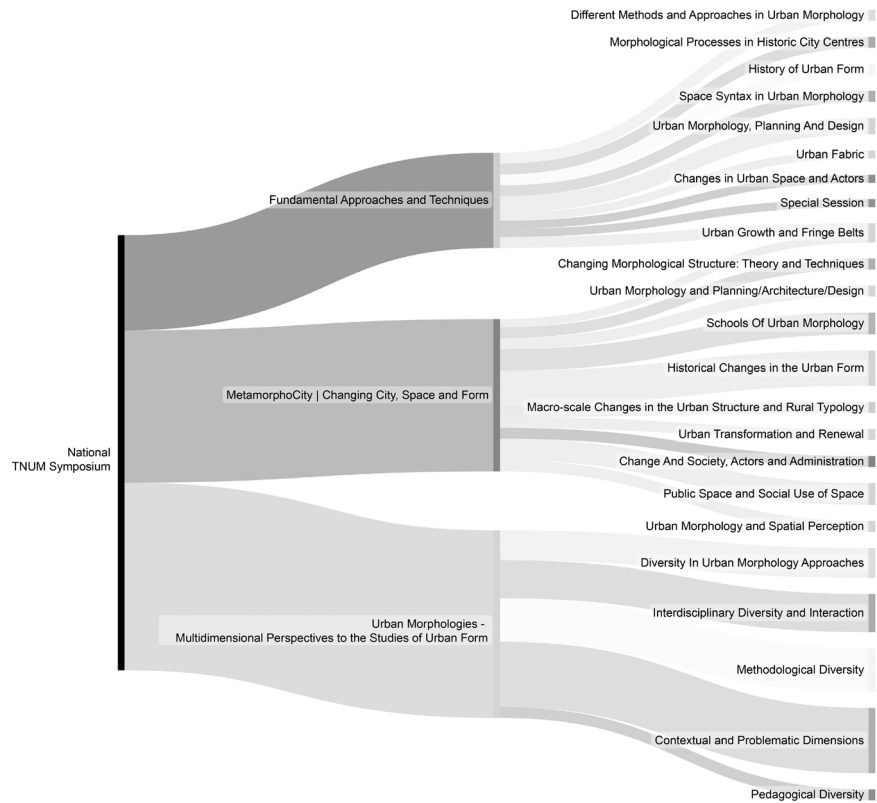 National
TNUM Symposium
Fundamental Approaches and Techniques
MetamorphoCity | Changing City, Space and Form
Urban Morphologies -
Multidimensional Perspectives to the Studies of Urban Form
Different Methods and Approaches in Urban Morphology
Morphological Processes in Historic City Centres
History of Urban Form
Space Syntax in Urban Morphology
Urban Morphology, Planning And Design
Urban Fabric
Changes in Urban Space and Actors
Special Session
Urban Growth and Fringe Belts
Changing Morphological Structure: Theory and Techniques
Urban Morphology and Planning/Architecture/Design
Schools Of Urban Morphology
Historical Changes in the Urban Form
Macro-scale Changes in the Urban Structure and Rural Typology
Urban Transformation and Renewal
Change And Society, Actors and Administration
Public Space and Social Use of Space
Urban Morphology and Spatial Perception
Diversity In Urban Morphology Approaches
Interdisciplinary Diversity and Interaction
Methodological Diversity
Contextual and Problematic Dimensions
Pedagogical Diversity